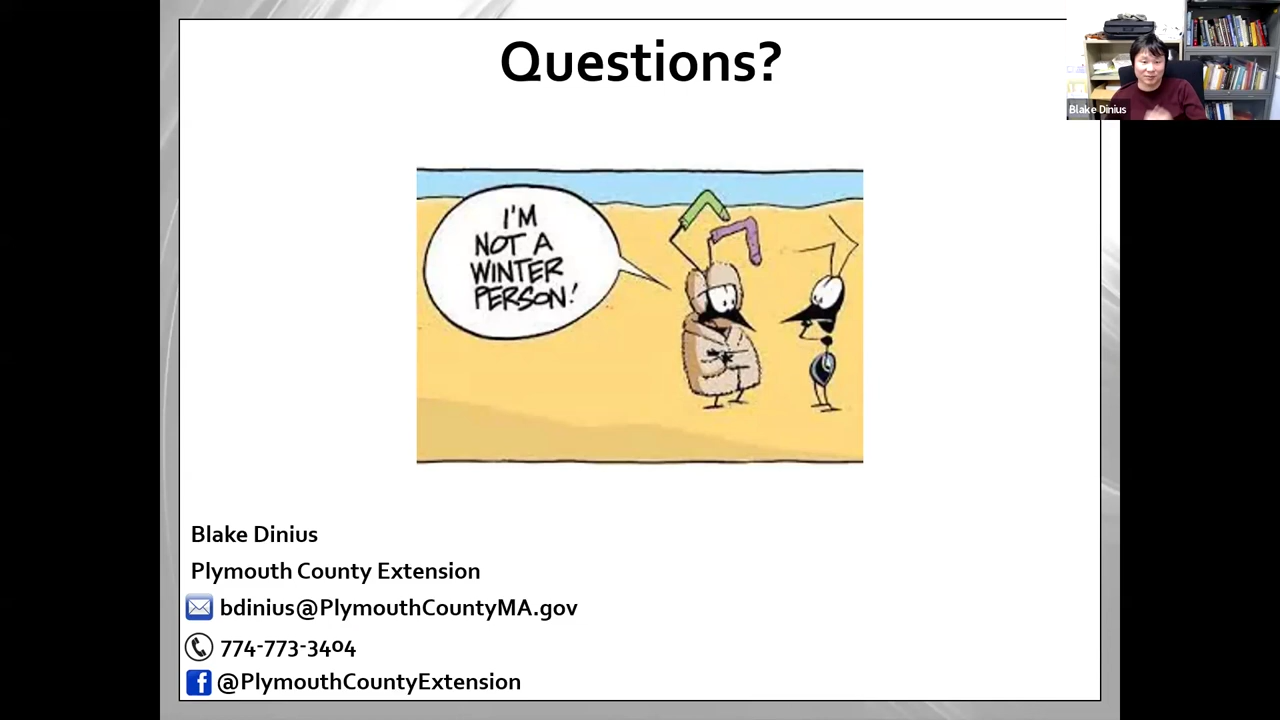 Questions?
I'M
NOT A
WINTER
PERSON!
Blake Dinius
Blake Dinius
Plymouth County Extension
bdinius@PlymouthCountyMA.gov
774-773-3404
@PlymouthCountyExtension